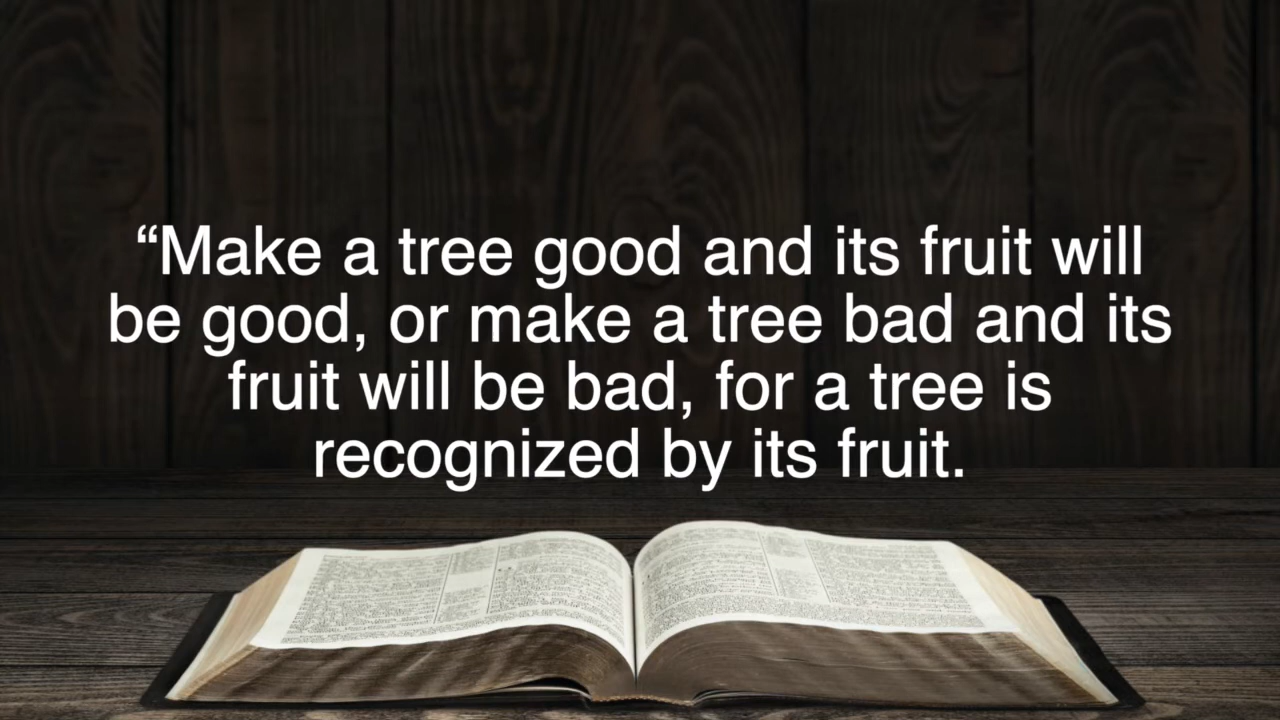 “Make a tree good and its fruit will
be good, or make a tree bad and its
fruit will be bad, for a tree is
recognized by its fruit.